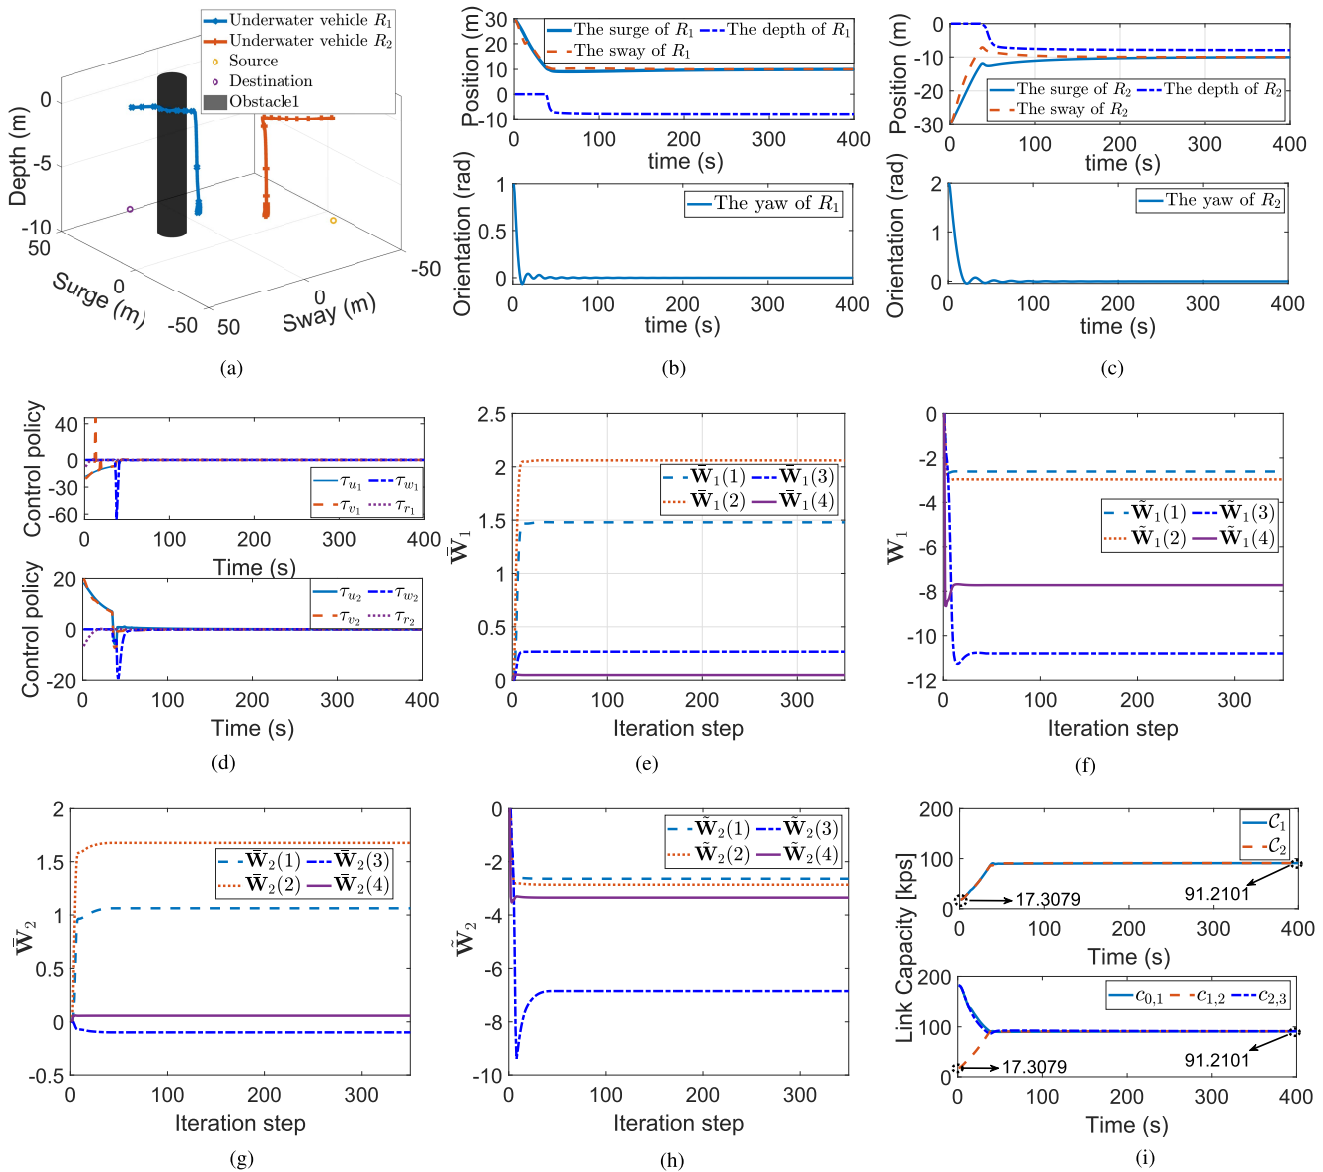 Underwater vehicle R1
Underwater vehicle R2
Source
Destination
Obstacle1
Depth (m)
0
-5
-10
50
0
-50
Surge (m)
50
0
-50
Sway (m)
(a)
Position (m)
30
20
10
0
-10
The surge of R1
The depth of R1
The sway of R1
0 100 200 300 400
time (s)
Orientation (rad)
1
0.5
0
The yaw of R1
0 100 200 300 400
time (s)
(b)
Position (m)
0
-10
-20
-30
The surge of R2
The depth of R2
The sway of R2
0 100 200 300 400
time (s)
Orientation (rad)
2
1
0
The yaw of R2
0 100 200 300 400
time (s)
(c)
Control policy
40
0
-30
-60
τu1 τw1
τv1 τr1
0 100 200 300 400
Time (s)
Control policy
20
0
-20
τu2 τw2
τv2 τr2
0 100 200 300 400
Time (s)
(d)
W̄1
2.5
2
1.5
1
0.5
0
W̄1(1) W̄1(3)
W̄1(2) W̄1(4)
0 100 200 300
Iteration step
(e)
W̃1
0
-2
-4
-6
-8
-10
-12
W̃1(1) W̃1(3)
W̃1(2) W̃1(4)
0 100 200 300
Iteration step
(f)
W̄2
2
1.5
1
0.5
0
-0.5
W̄2(1) W̄2(3)
W̄2(2) W̄2(4)
0 100 200 300
Iteration step
(g)
W̃2
0
-2
-4
-6
-8
-10
W̃2(1) W̃2(3)
W̃2(2) W̃2(4)
0 100 200 300
Iteration step
(h)
Link Capacity [kps]
200
100
0
C1
C2
17.3079
91.2101
0 100 200 300 400
Time (s)
200
100
0
c0,1 c1,2 c2,3
17.3079
91.2101
0 100 200 300 400
Time (s)
(i)